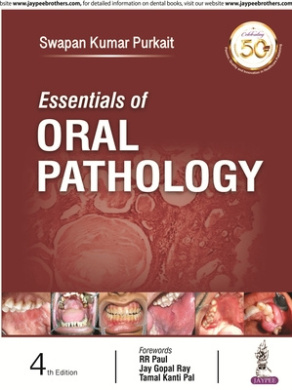 bsite www.jaypeebrothers.com, for detailed information on dental books, visit our website www.jaypeebrothers.co
Swapan Kumar Purkait
Celebrating
50
Essentials of
ORAL
PATHOLOGY
4th Edition
Forewords
RR Paul
Jay Gopal Ray
Tamal Kanti Pal
JAYPEE